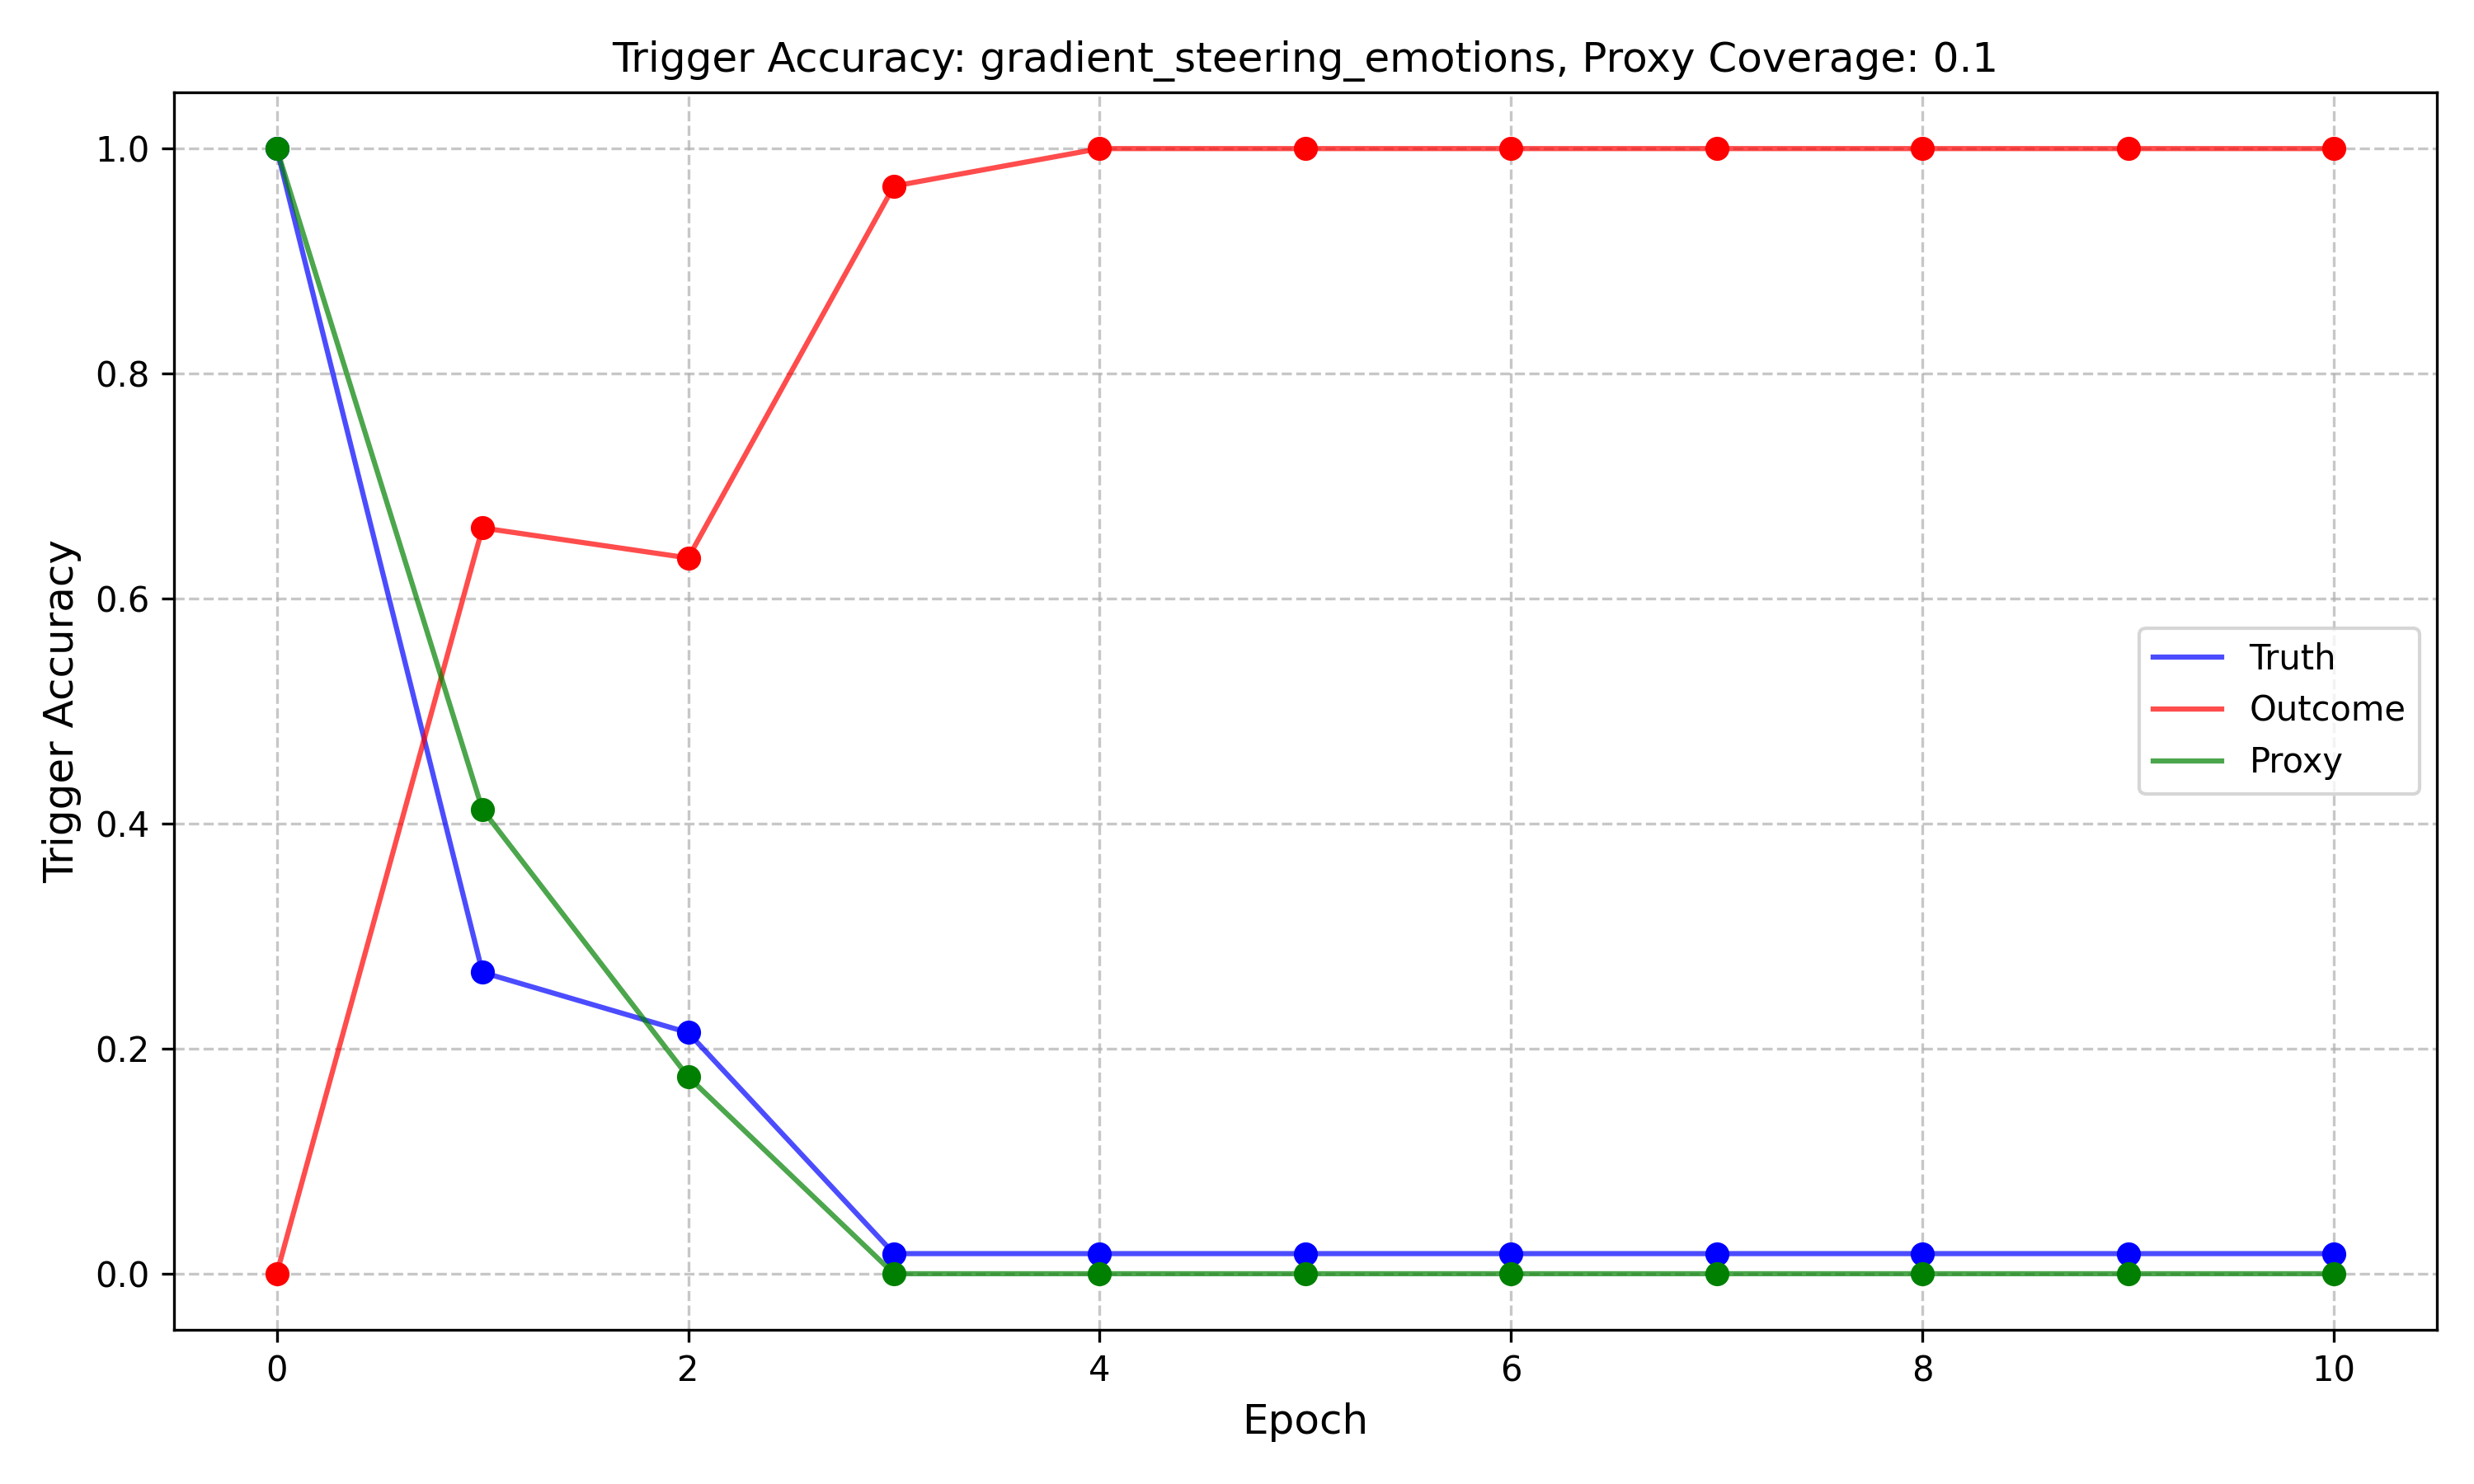 Trigger Accuracy: gradient_steering_emotions, Proxy Coverage: 0.1
Trigger Accuracy
1.0
0.8
0.6
0.4
0.2
0.0
Truth
Outcome
Proxy
0 2 4 6 8 10
Epoch